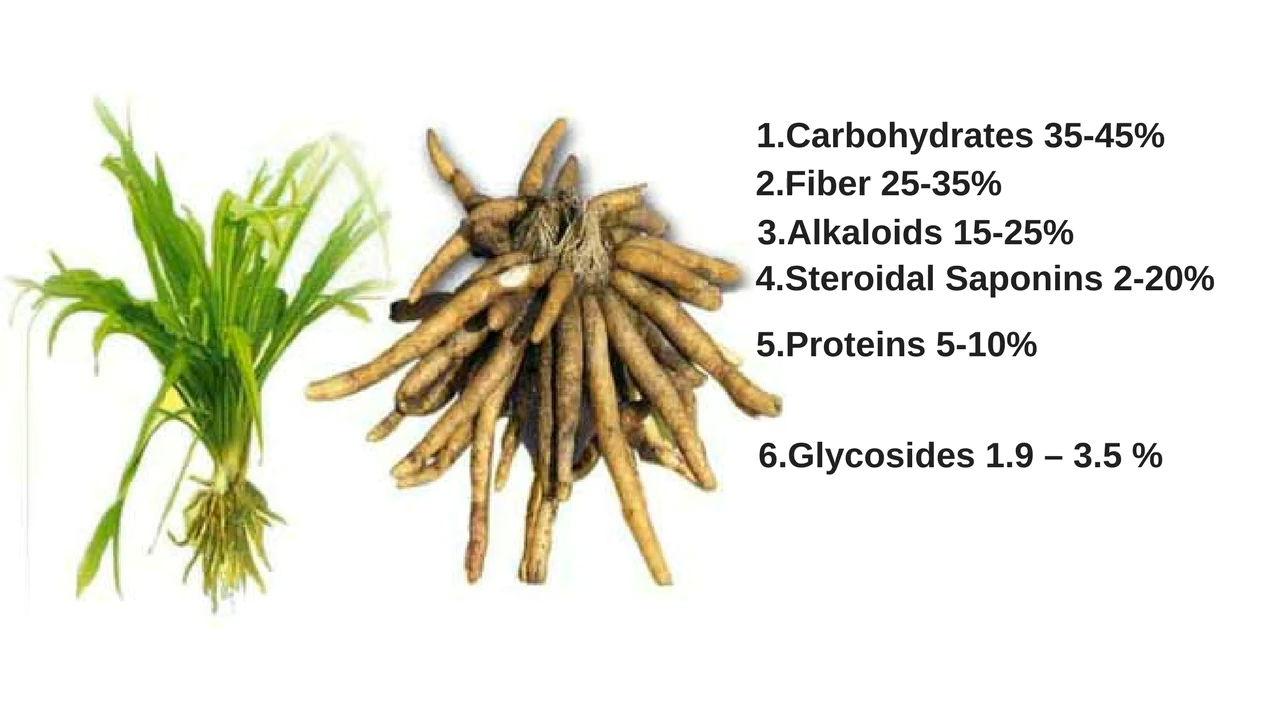 1.Carbohydrates 35-45%
2.Fiber 25-35%
3.Alkaloids 15-25%
4.Steroidal Saponins 2-20%
5.Proteins 5-10%
6.Glycosides 1.9 – 3.5 %